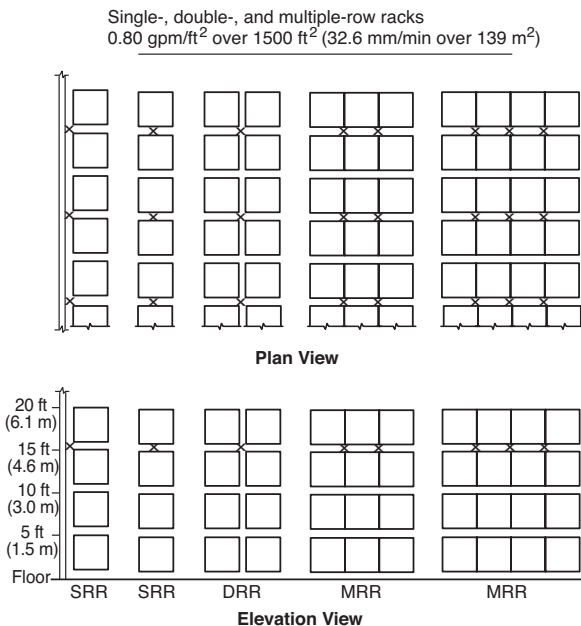 Single-, double-, and multiple-row racks
0.80 gpm/ft² over 1500 ft² (32.6 mm/min over 139 m²)
Plan View
20 ft
(6.1 m)
15 ft
(4.6 m)
10 ft
(3.0 m)
5 ft
(1.5 m)
Floor
SRR SRR DRR MRR MRR
Elevation View